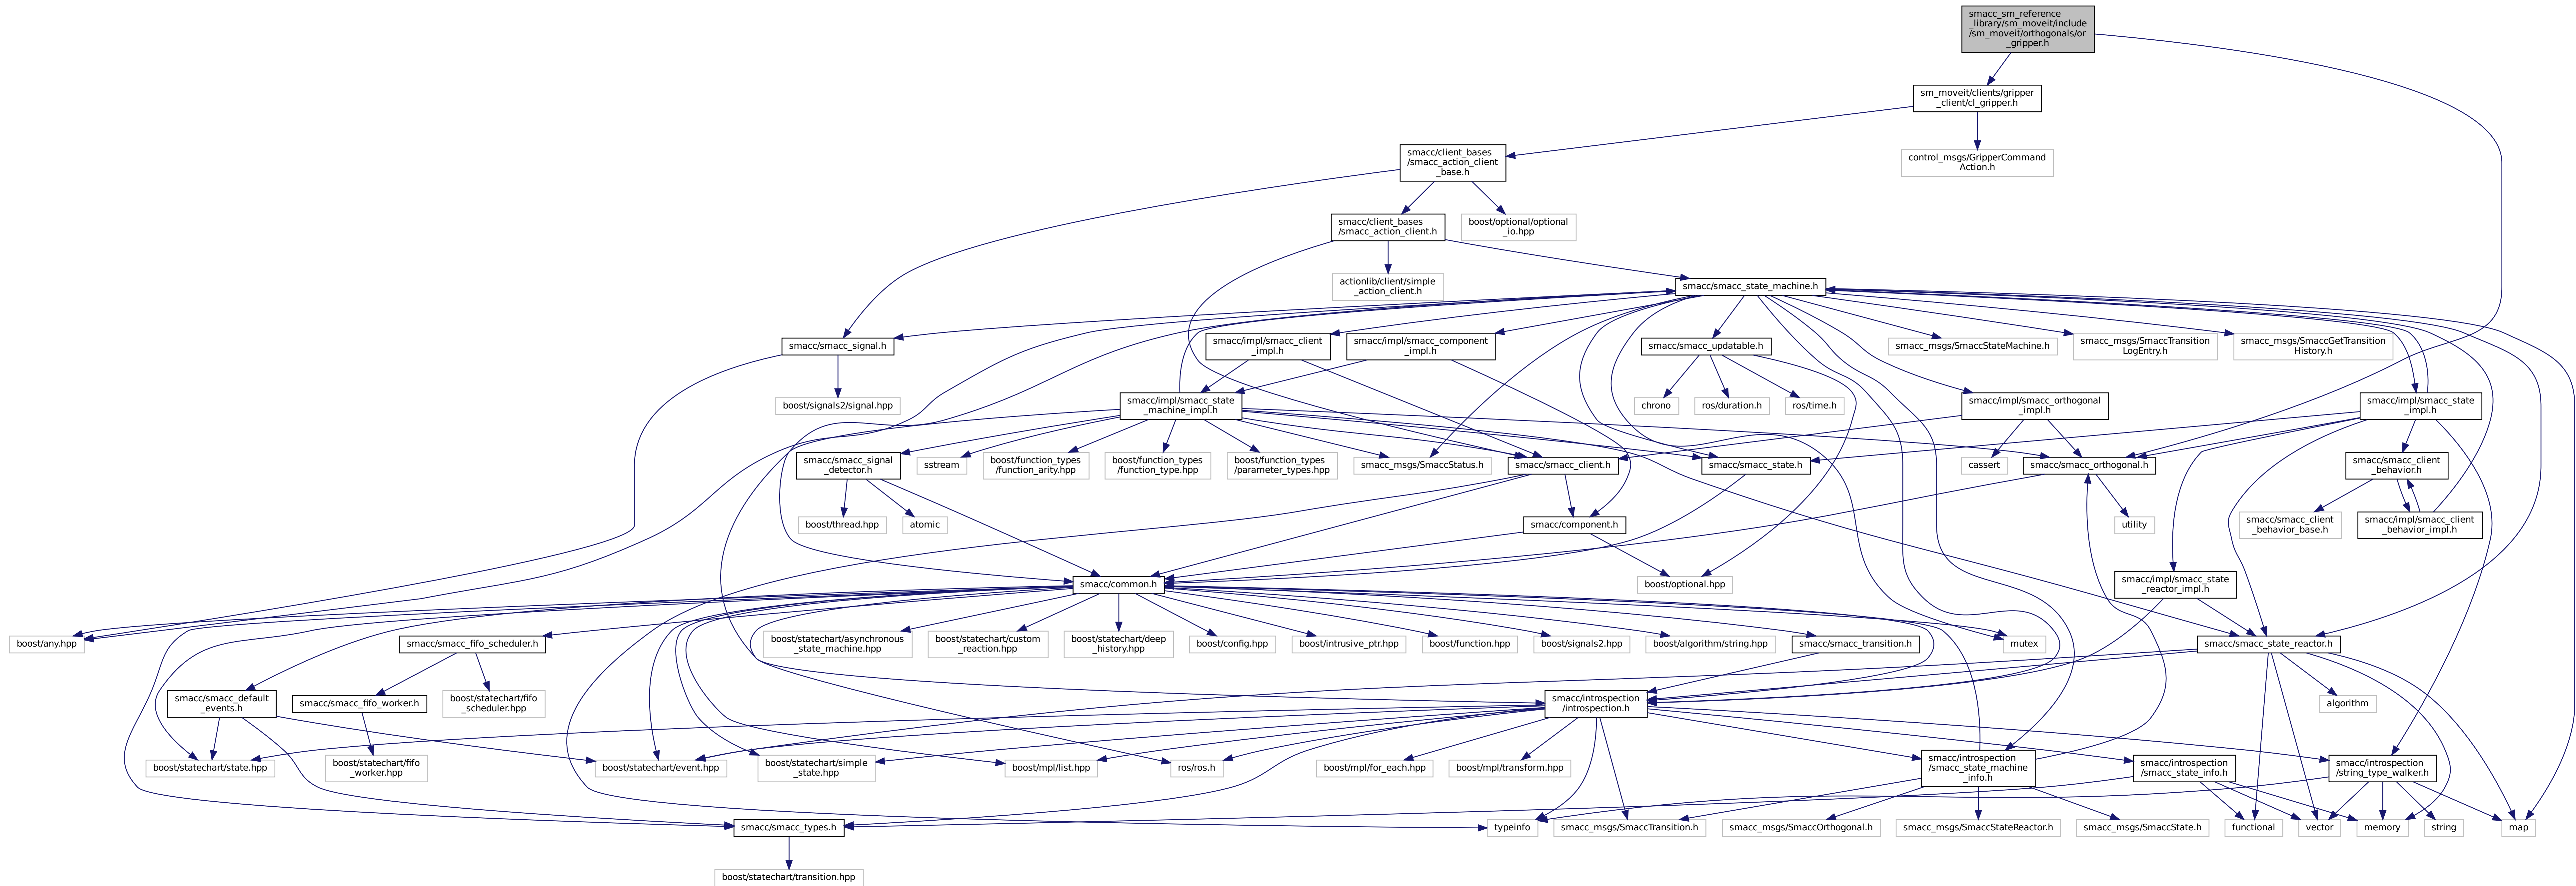 smacc_sm_reference
_library/sm_moveit/include
/sm_moveit/orthogonals/or
_gripper.h
sm_moveit/clients/gripper
_client/cl_gripper.h
smacc/client_bases
/smacc_action_client
_base.h
control_msgs/GripperCommand
Action.h
smacc/client_bases
/smacc_action_client.h
boost/optional/optional
_io.hpp
actionlib/client/simple
_action_client.h
smacc/smacc_state_machine.h
smacc/smacc_signal.h
smacc/impl/smacc_client
_impl.h
smacc/impl/smacc_component
_impl.h
smacc/smacc_updatable.h
smacc_msgs/SmaccStateMachine.h
smacc_msgs/SmaccTransition
LogEntry.h
smacc_msgs/SmaccGetTransition
History.h
boost/signals2/signal.hpp
smacc/impl/smacc_state
_machine_impl.h
chrono
ros/duration.h
ros/time.h
smacc/impl/smacc_orthogonal
_impl.h
smacc/impl/smacc_state
_impl.h
smacc/smacc_signal
_detector.h
sstream
boost/function_types
/function_arity.hpp
boost/function_types
/function_type.hpp
boost/function_types
/parameter_types.hpp
smacc_msgs/SmaccStatus.h
smacc/smacc_client.h
smacc/smacc_state.h
cassert
smacc/smacc_orthogonal.h
smacc/smacc_client
_behavior.h
boost/thread.hpp
atomic
smacc/component.h
utility
smacc/smacc_client
_behavior_base.h
smacc/impl/smacc_client
_behavior_impl.h
smacc/common.h
boost/optional.hpp
smacc/impl/smacc_state
_reactor_impl.h
boost/any.hpp
smacc/smacc_fifo_scheduler.h
boost/statechart/asynchronous
_state_machine.hpp
boost/statechart/custom
_reaction.hpp
boost/statechart/deep
_history.hpp
boost/config.hpp
boost/intrusive_ptr.hpp
boost/function.hpp
boost/signals2.hpp
boost/algorithm/string.hpp
smacc/smacc_transition.h
mutex
smacc/smacc_state_reactor.h
smacc/smacc_default
_events.h
smacc/smacc_fifo_worker.h
boost/statechart/fifo
_scheduler.hpp
smacc/introspection
/introspection.h
algorithm
boost/statechart/state.hpp
boost/statechart/fifo
_worker.hpp
boost/statechart/event.hpp
boost/statechart/simple
_state.hpp
boost/mpl/list.hpp
ros/ros.h
boost/mpl/for_each.hpp
boost/mpl/transform.hpp
smacc/introspection
/smacc_state_machine
_info.h
smacc/introspection
/smacc_state_info.h
smacc/introspection
/string_type_walker.h
smacc/smacc_types.h
typeinfo
smacc_msgs/SmaccTransition.h
smacc_msgs/SmaccOrthogonal.h
smacc_msgs/SmaccStateReactor.h
smacc_msgs/SmaccState.h
functional
vector
memory
string
map
boost/statechart/transition.hpp